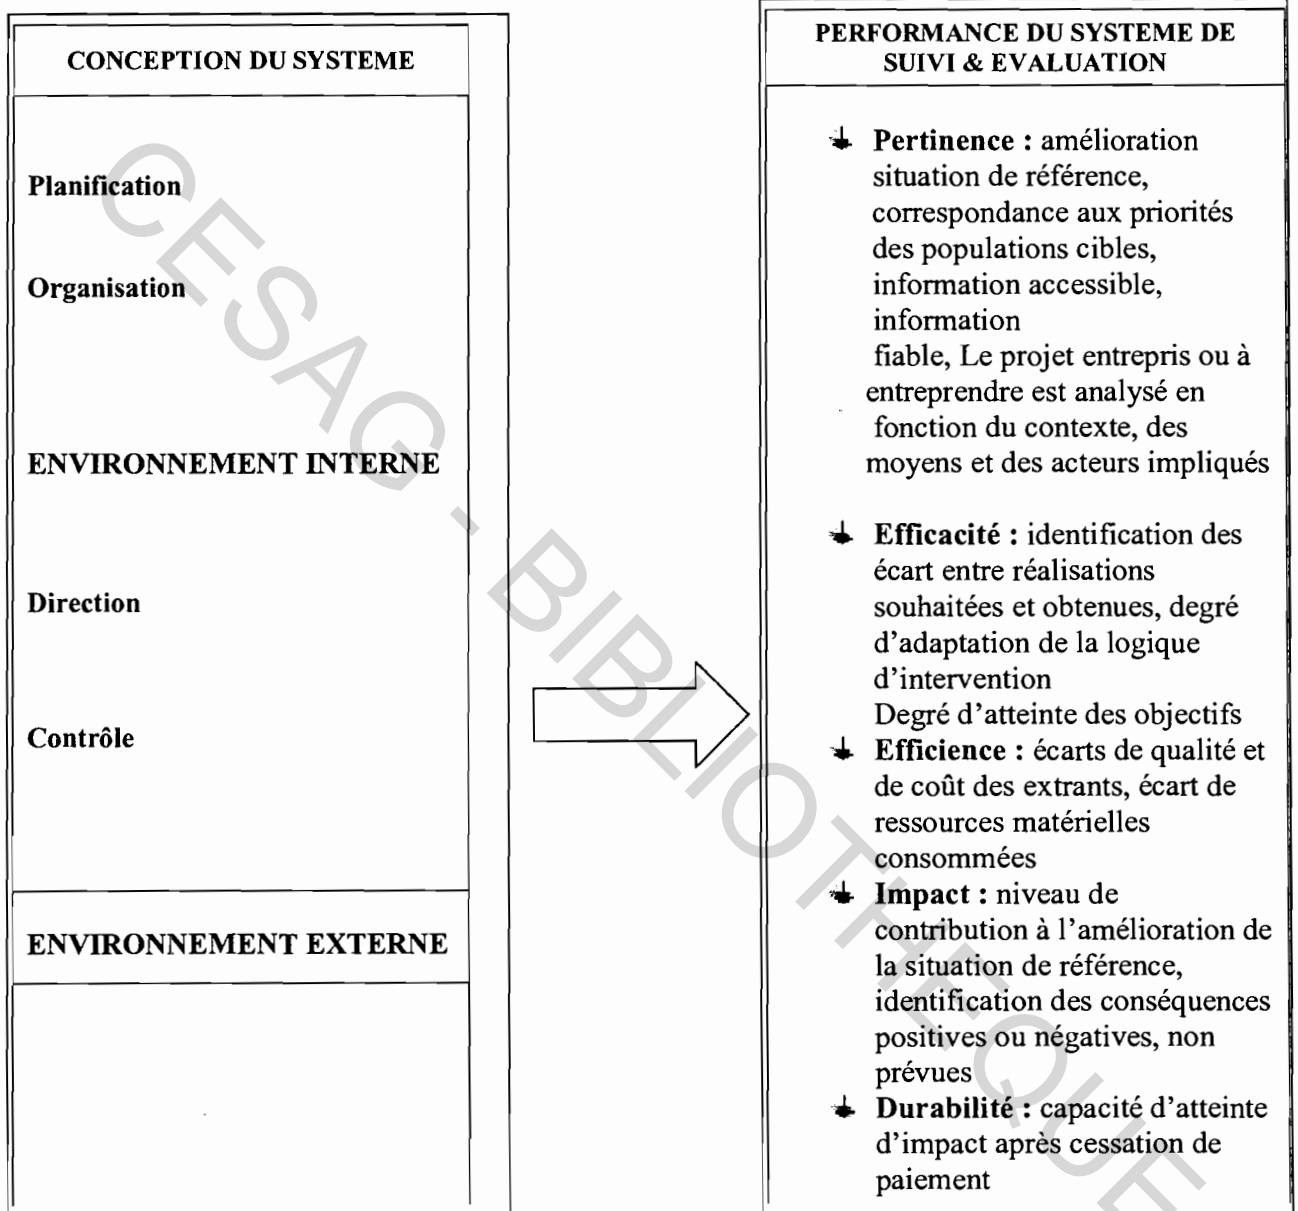 CONCEPTION DU SYSTEME
Planification
Organisation
ENVIRONNEMENT INTERNE
Direction
Contrôle
ENVIRONNEMENT EXTERNE
PERFORMANCE DU SYSTEME DE
SUIVI & EVALUATION
Pertinence : amélioration
situation de référence,
correspondance aux priorités
des populations cibles,
information accessible,
information
fiable, Le projet entrepris ou à
entreprendre est analysé en
fonction du contexte, des
moyens et des acteurs impliqués
Efficacité : identification des
écart entre réalisations
souhaitées et obtenues, degré
d'adaptation de la logique
d'intervention
Degré d'atteinte des objectifs
Efficience : écarts de qualité et
de coût des extrants, écart de
ressources matérielles
consommées
Impact : niveau de
contribution à l'amélioration de
la situation de référence,
identification des conséquences
positives ou négatives, non
prévues
Durabilité : capacité d'atteinte
d'impact après cessation de
paiement
CESAG - BIBLIOTHEQUE